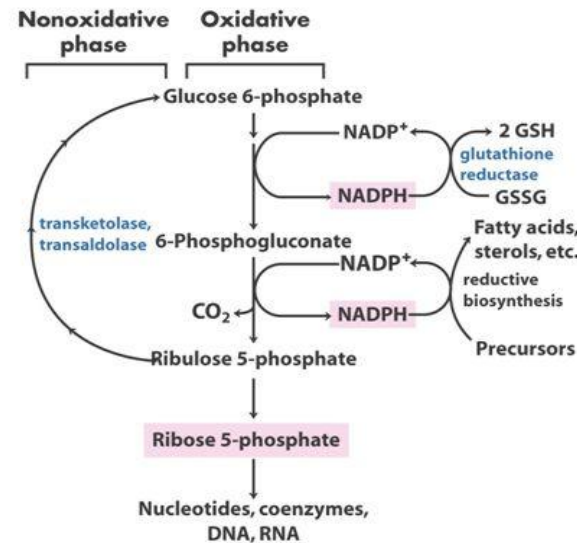 Nonoxidative
phase
Oxidative
phase
Glucose 6-phosphate
NADP+
2 GSH
glutathione
reductase
NADPH
GSSG
transketolase,
transaldolase
6-Phosphogluconate
Fatty acids,
sterols, etc.
NADP+
reductive
biosynthesis
CO2
NADPH
Precursors
Ribulose 5-phosphate
Ribose 5-phosphate
Nucleotides, coenzymes,
DNA, RNA